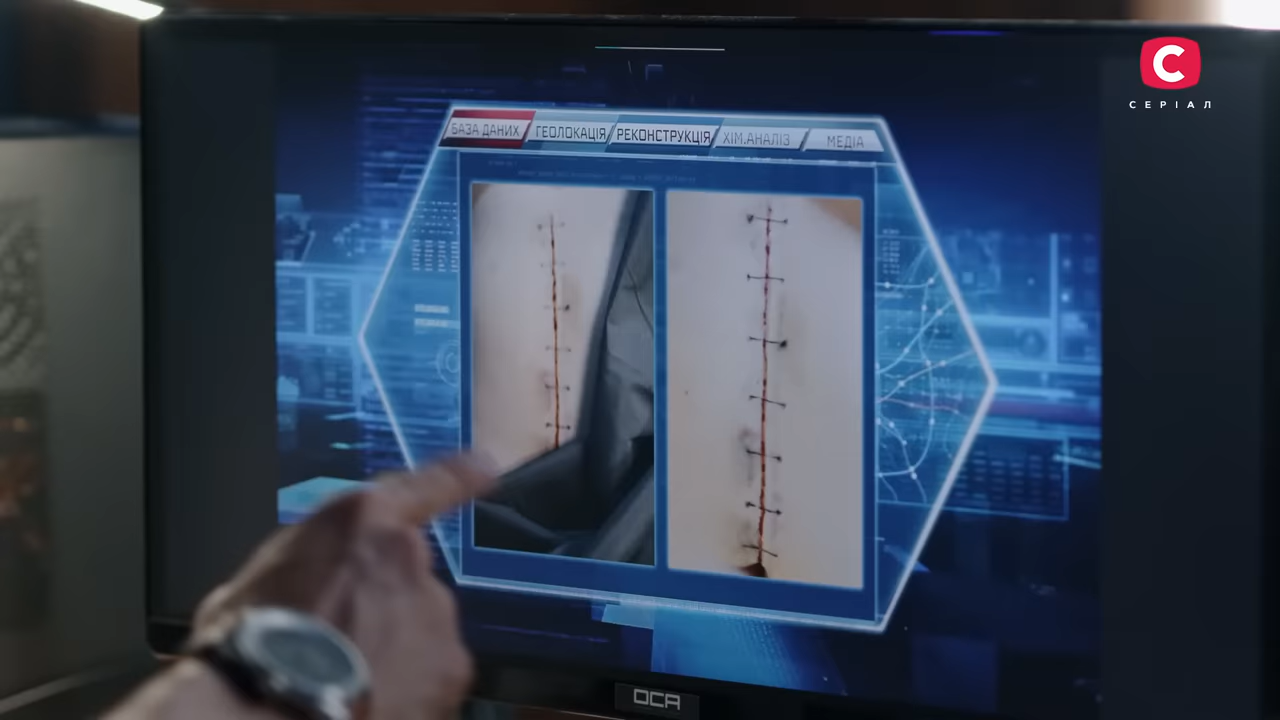 С
СЕРІАЛ
БАЗА ДАНИХ
ГЕОЛОКАЦІЯ
РЕКОНСТРУКЦІЯ
ХІМ.АНАЛІЗ
МЕДІА
OCA